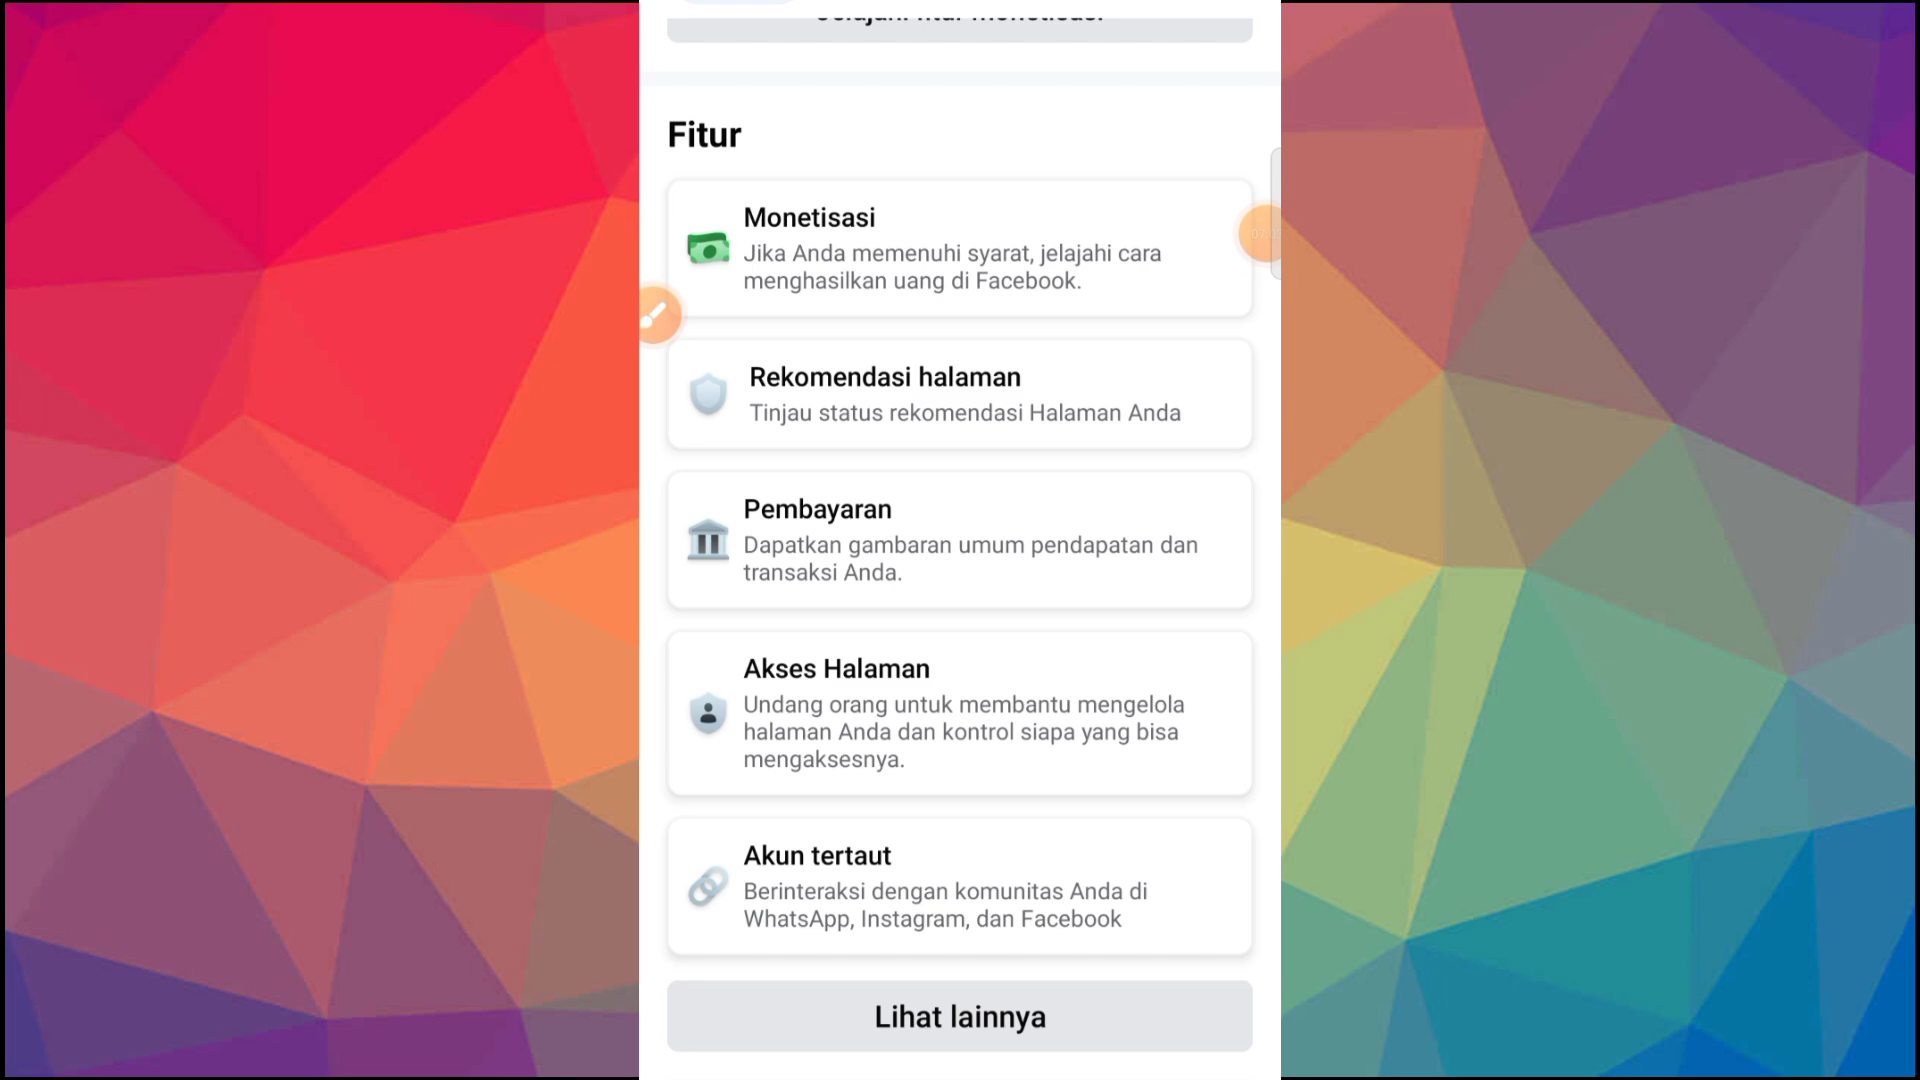 Fitur
Monetisasi
Jika Anda memenuhi syarat, jelajahi cara
menghasilkan uang di Facebook.
Rekomendasi halaman
Tinjau status rekomendasi Halaman Anda
Pembayaran
Dapatkan gambaran umum pendapatan dan
transaksi Anda.
Akses Halaman
Undang orang untuk membantu mengelola
halaman Anda dan kontrol siapa yang bisa
mengaksesnya.
Akun tertaut
Berinteraksi dengan komunitas Anda di
WhatsApp, Instagram, dan Facebook
Lihat lainnya